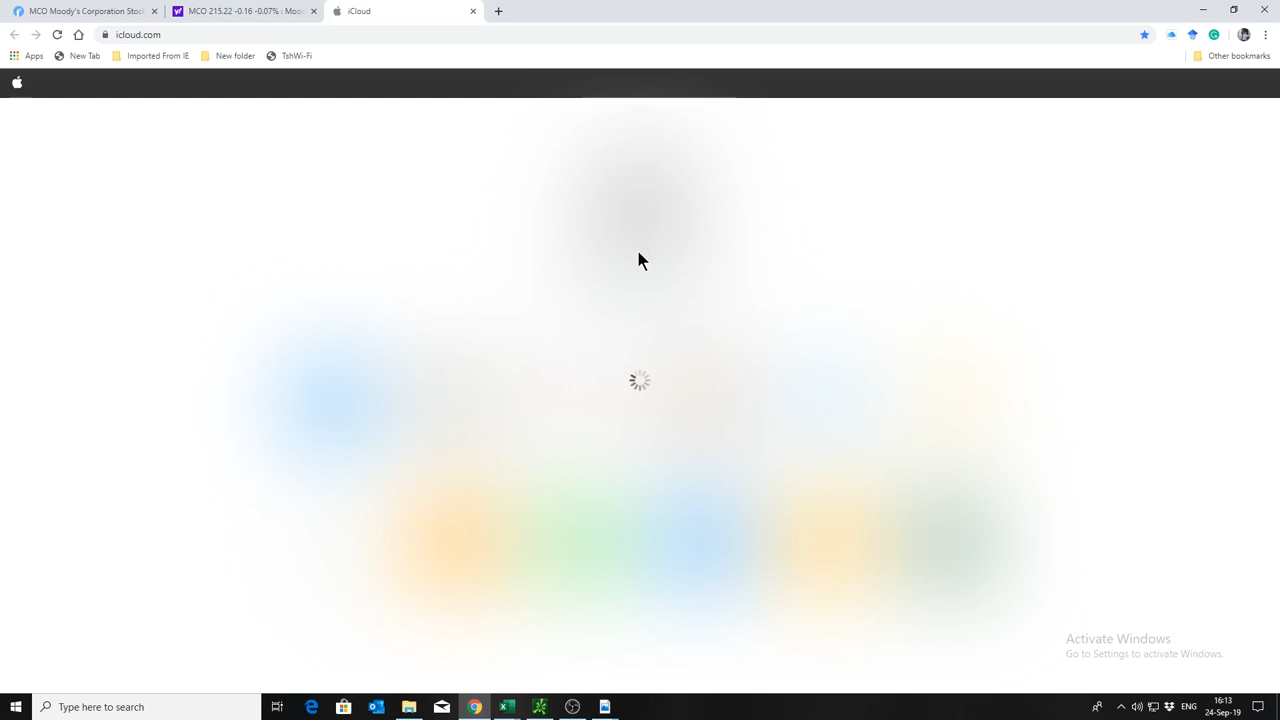 MCO Moody's Corporation Stock
MCO 215.22 -0.16 -0.07% : Mood
iCloud
icloud.com
Apps
New Tab
Imported From IE
New folder
TshWi-Fi
Other bookmarks
Activate Windows
Go to Settings to activate Windows.
Type here to search
ENG
16:13
24-Sep-19